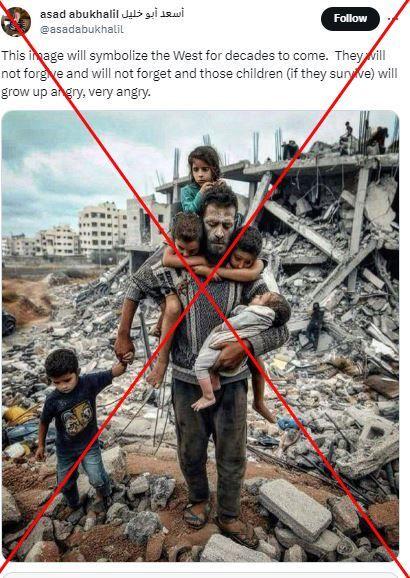 asad abukhalil أسعد أبو خليل
@asadabukhalil
Follow
This image will symbolize the West for decades to come. They will
not forgive and will not forget and those children (if they survive) will
grow up angry, very angry.